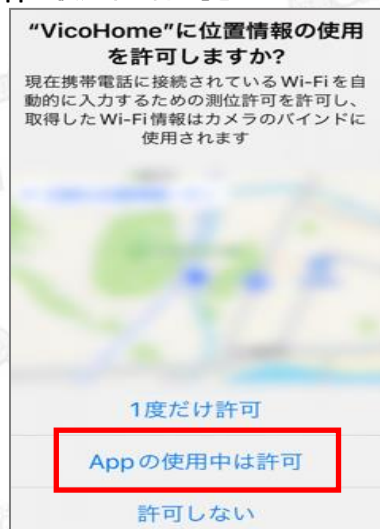 “VicoHome”に位置情報の使用
を許可しますか?
現在携帯電話に接続されているWi-Fiを自
動的に入力するための測位許可を許可し、
取得したWi-Fi情報はカメラのバインドに
使用されます
1度だけ許可
Appの使用中は許可
許可しない